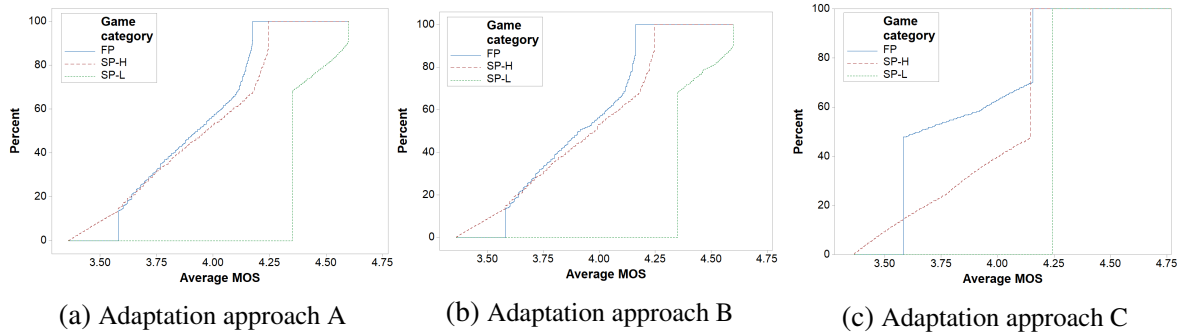 Game
category
FP
SP-H
SP-L
Percent
100
80
60
40
20
0
3.50 3.75 4.00 4.25 4.50 4.75
Average MOS
(a) Adaptation approach A
Game
category
FP
SP-H
SP-L
Percent
100
80
60
40
20
0
3.50 3.75 4.00 4.25 4.50 4.75
Average MOS
(b) Adaptation approach B
Game
category
FP
SP-H
SP-L
Percent
100
80
60
40
20
0
3.50 3.75 4.00 4.25 4.50 4.75
Average MOS
(c) Adaptation approach C